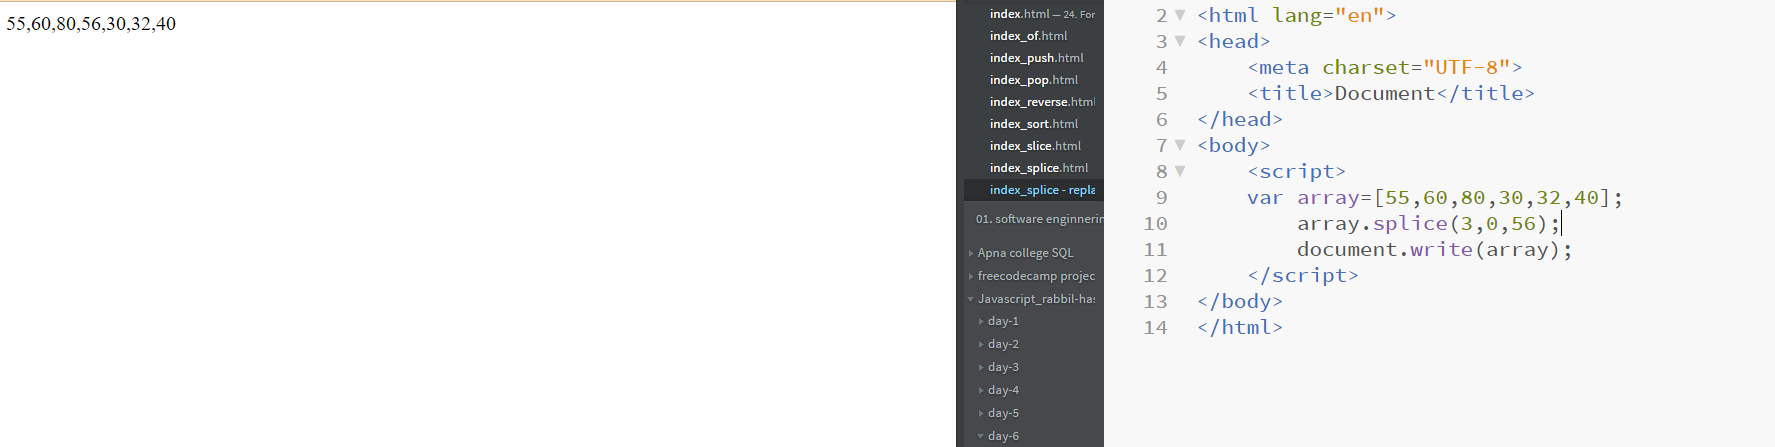 55,60,80,56,30,32,40
index.html — 24. For
index_of.html
index_push.html
index_pop.html
index_reverse.html
index_sort.html
index_slice.html
index_splice.html
index_splice - repla
01. software enginnerin
Apna college SQL
freecodecamp projec
Javascript_rabbil-has
day-1
day-2
day-3
day-4
day-5
day-6
2 <html lang="en">
3 <head>
4 <meta charset="UTF-8">
5 <title>Document</title>
6 </head>
7 <body>
8 <script>
9 var array=[55,60,80,30,32,40];
10 array.splice(3,0,56);
11 document.write(array);
12 </script>
13 </body>
14 </html>